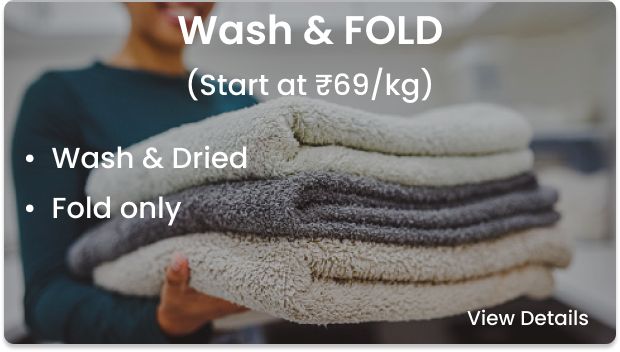 Wash & FOLD
(Start at ₹69/kg)
• Wash & Dried
• Fold only
View Details